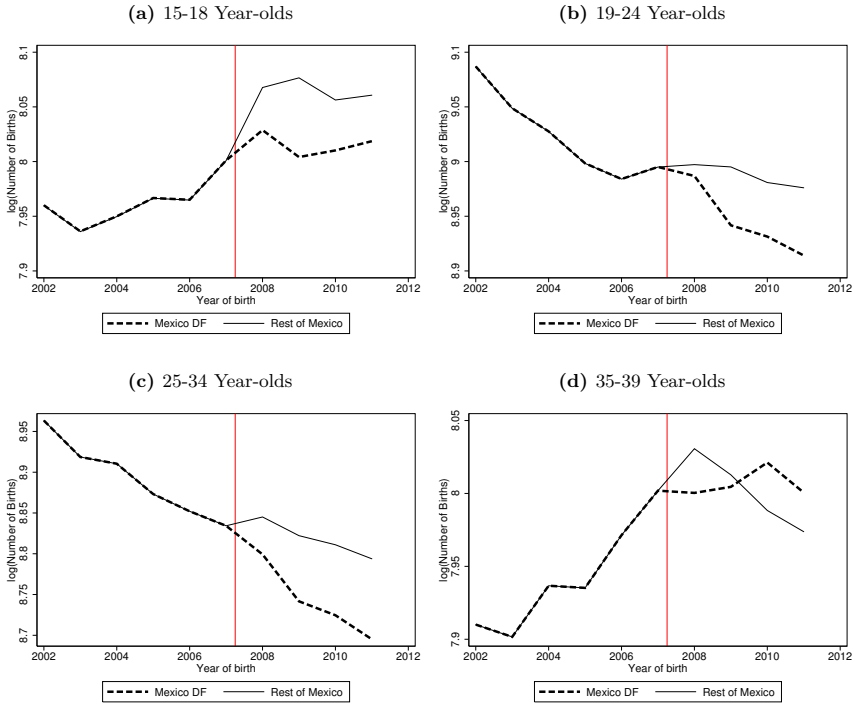 (a) 15-18 Year-olds
log(Number of Births)
8.1
8.05
8
7.95
7.9
2002 2004 2006 2008 2010 2012
Year of birth
Mexico DF Rest of Mexico
(b) 19-24 Year-olds
log(Number of Births)
9.1
9.05
9
8.95
8.9
2002 2004 2006 2008 2010 2012
Year of birth
Mexico DF Rest of Mexico
(c) 25-34 Year-olds
log(Number of Births)
8.95
8.9
8.85
8.8
8.75
8.7
2002 2004 2006 2008 2010 2012
Year of birth
Mexico DF Rest of Mexico
(d) 35-39 Year-olds
log(Number of Births)
8.05
8
7.95
7.9
2002 2004 2006 2008 2010 2012
Year of birth
Mexico DF Rest of Mexico